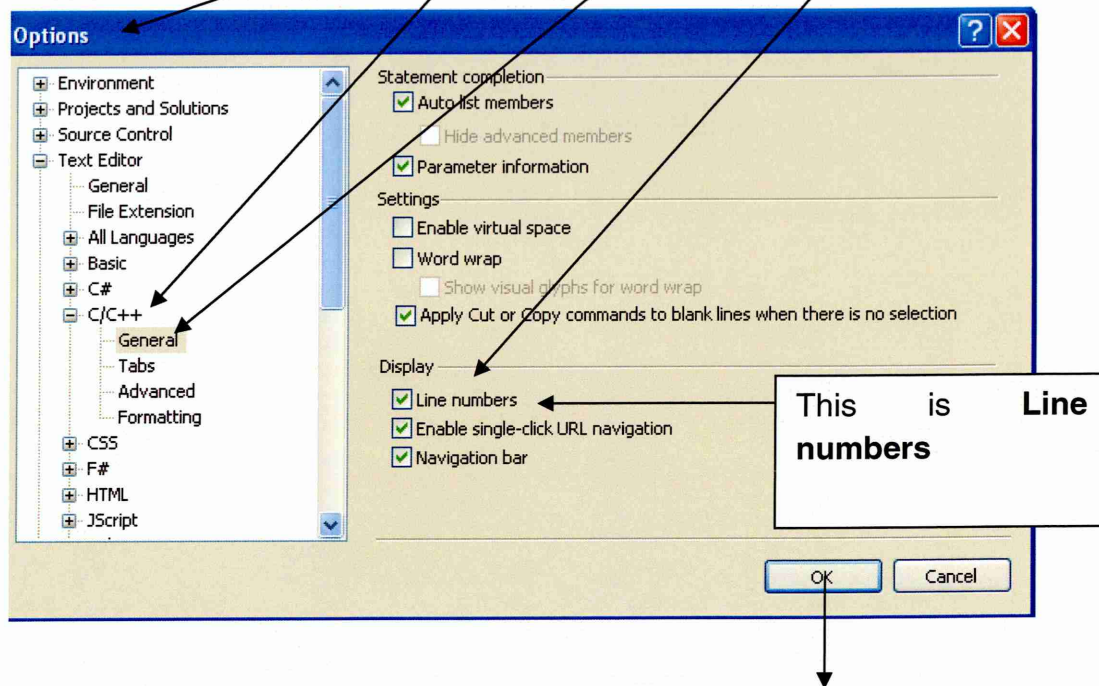 Options
Environment
Projects and Solutions
Source Control
Text Editor
General
File Extension
All Languages
Basic
C#
C/C++
General
Tabs
Advanced
Formatting
CSS
F#
HTML
JScript
Statement completion
Auto list members
Hide advanced members
Parameter information
Settings
Enable virtual space
Word wrap
Show visual glyphs for word wrap
Apply Cut or Copy commands to blank lines when there is no selection
Display
Line numbers
Enable single-click URL navigation
Navigation bar
This is Line
numbers
OK
Cancel